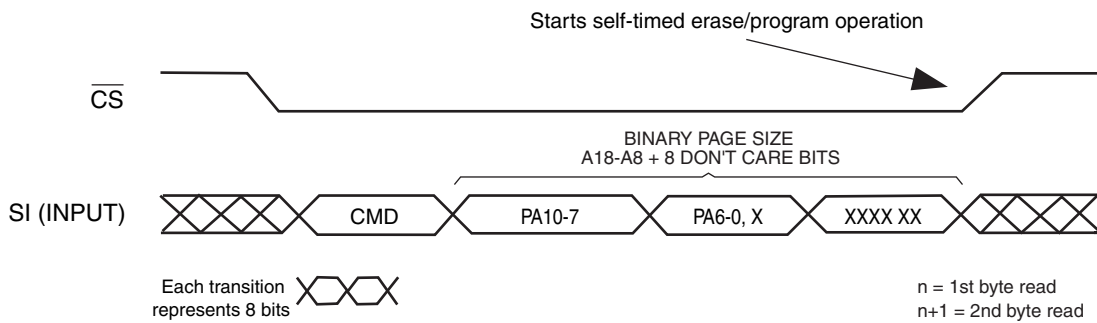 Starts self-timed erase/program operation
CS
BINARY PAGE SIZE
A18-A8 + 8 DON'T CARE BITS
SI (INPUT)
CMD
PA10-7
PA6-0, X
XXXX XX
Each transition
represents 8 bits
n = 1st byte read
n+1 = 2nd byte read